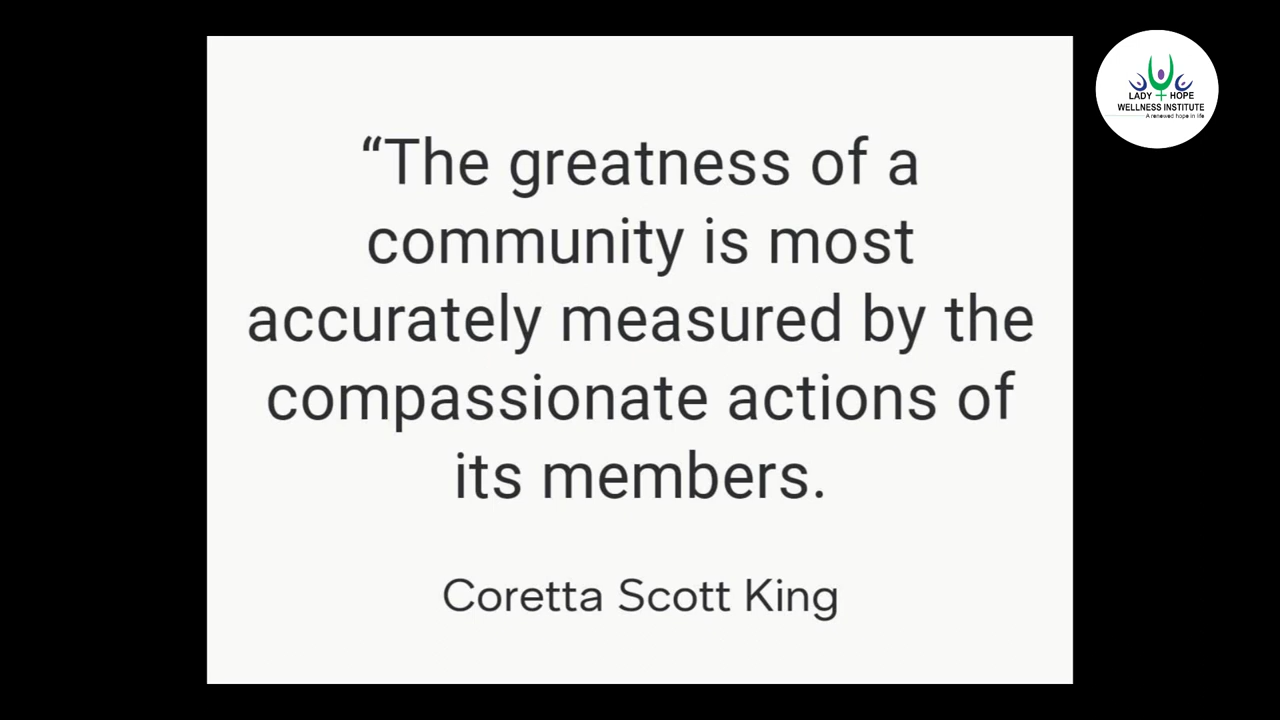 “The greatness of a
community is most
accurately measured by the
compassionate actions of
its members.
Coretta Scott King
LADY HOPE
WELLNESS INSTITUTE
A renewed hope in life